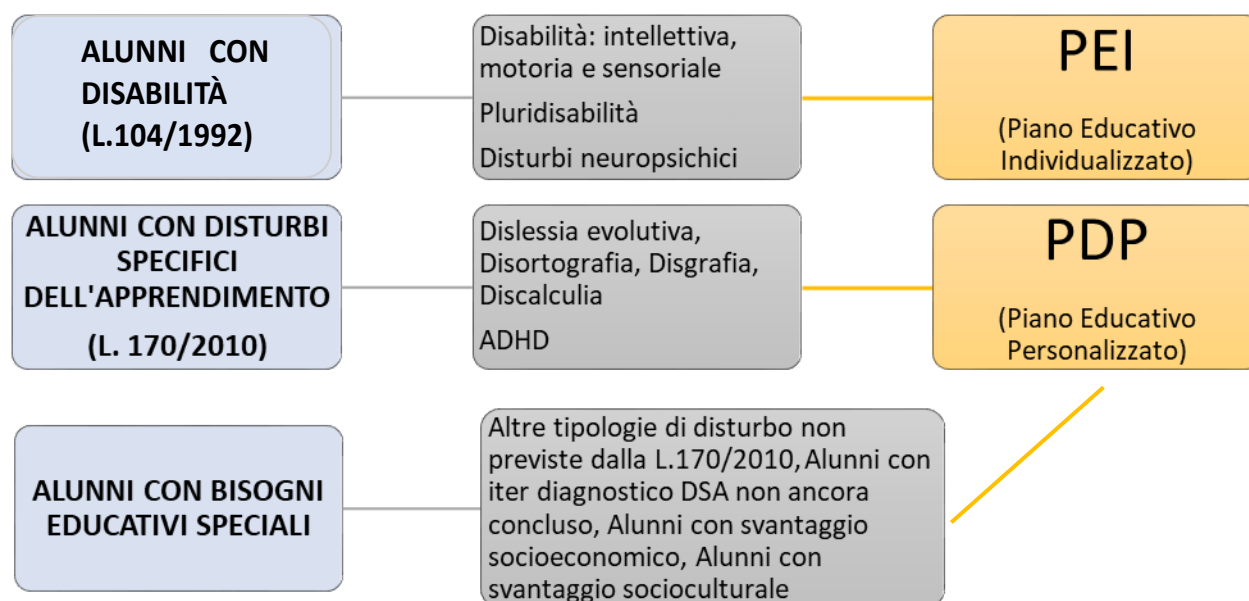 ALUNNI CON
DISABILITÀ
(L.104/1992)
Disabilità: intellettiva,
motoria e sensoriale
Pluridisabilità
Disturbi neuropsichici
PEI
(Piano Educativo
Individualizzato)
ALUNNI CON DISTURBI
SPECIFICI
DELL'APPRENDIMENTO
(L. 170/2010)
Dislessia evolutiva,
Disortografia, Disgrafia,
Discalculia
ADHD
PDP
(Piano Educativo
Personalizzato)
ALUNNI CON BISOGNI
EDUCATIVI SPECIALI
Altre tipologie di disturbo non
previste dalla L.170/2010, Alunni con
iter diagnostico DSA non ancora
concluso, Alunni con svantaggio
socioeconomico, Alunni con
svantaggio socioculturale